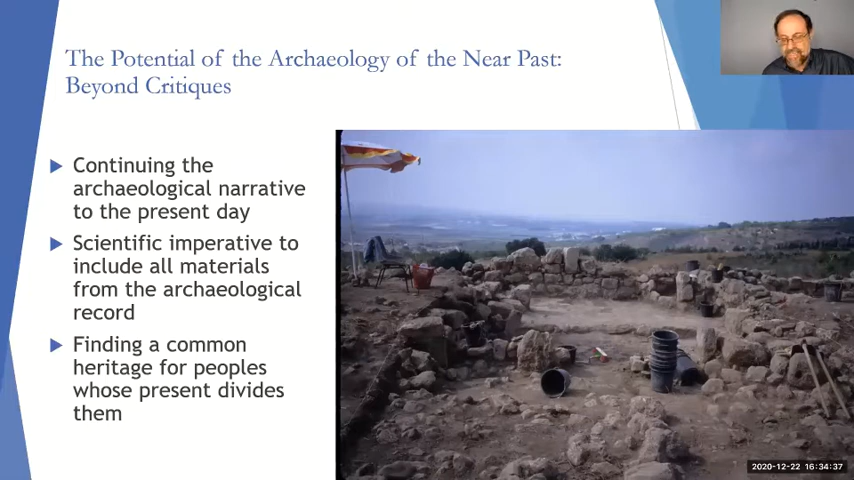 The Potential of the Archaeology of the Near Past:
Beyond Critiques
Continuing the
archaeological narrative
to the present day
Scientific imperative to
include all materials
from the archaeological
record
Finding a common
heritage for peoples
whose present divides
them
2020-12-22 16:34:37